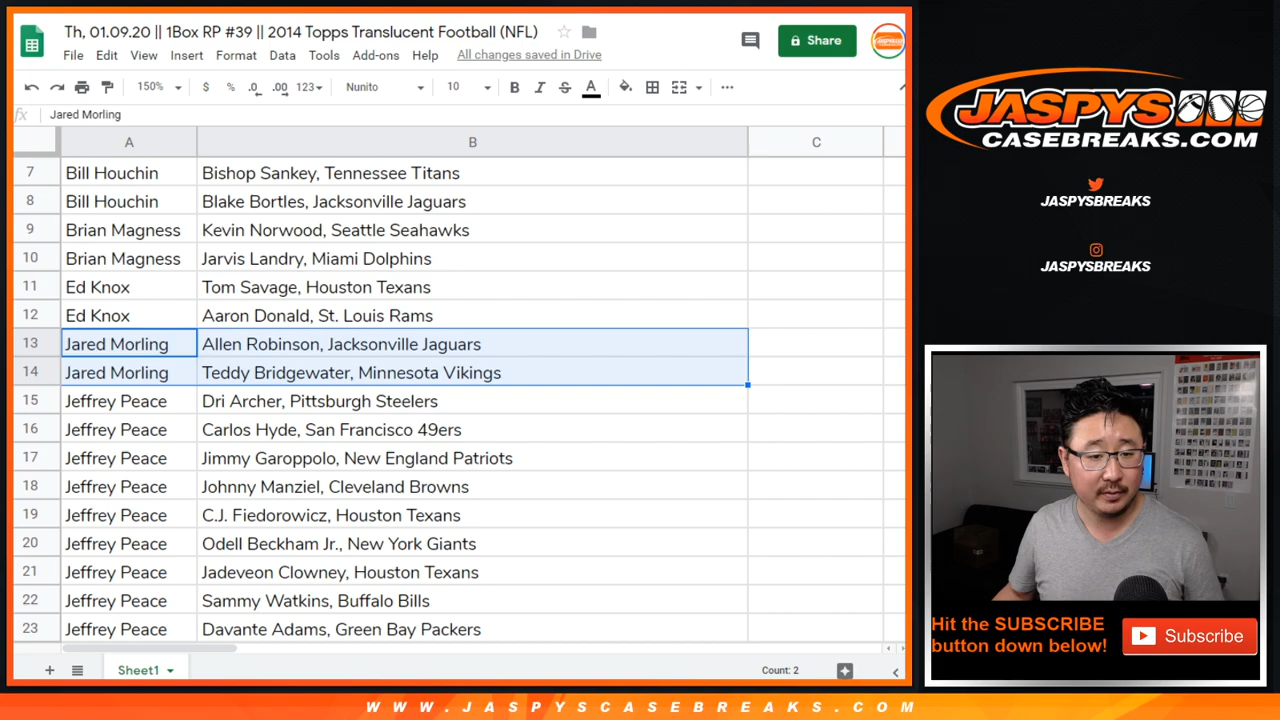 Th, 01.09.20 || 1Box RP #39 || 2014 Topps Translucent Football (NFL)
File Edit View Insert Format Data Tools Add-ons Help All changes saved in Drive
Share
150% $ % .0 .00 123 Nunito 10 B I S A
fx Jared Morling
A B C
7 Bill Houchin Bishop Sankey, Tennessee Titans
8 Bill Houchin Blake Bortles, Jacksonville Jaguars
9 Brian Magness Kevin Norwood, Seattle Seahawks
10 Brian Magness Jarvis Landry, Miami Dolphins
11 Ed Knox Tom Savage, Houston Texans
12 Ed Knox Aaron Donald, St. Louis Rams
13 Jared Morling Allen Robinson, Jacksonville Jaguars
14 Jared Morling Teddy Bridgewater, Minnesota Vikings
15 Jeffrey Peace Dri Archer, Pittsburgh Steelers
16 Jeffrey Peace Carlos Hyde, San Francisco 49ers
17 Jeffrey Peace Jimmy Garoppolo, New England Patriots
18 Jeffrey Peace Johnny Manziel, Cleveland Browns
19 Jeffrey Peace C.J. Fiedorowicz, Houston Texans
20 Jeffrey Peace Odell Beckham Jr., New York Giants
21 Jeffrey Peace Jadeveon Clowney, Houston Texans
22 Jeffrey Peace Sammy Watkins, Buffalo Bills
23 Jeffrey Peace Davante Adams, Green Bay Packers
Sheet1 Count: 2
JASPYS
CASEBREAKS.COM
JASPYSBREAKS
JASPYSBREAKS
Hit the SUBSCRIBE
button down below!
Subscribe
WWW.JASPYSCASEBREAKS.COM